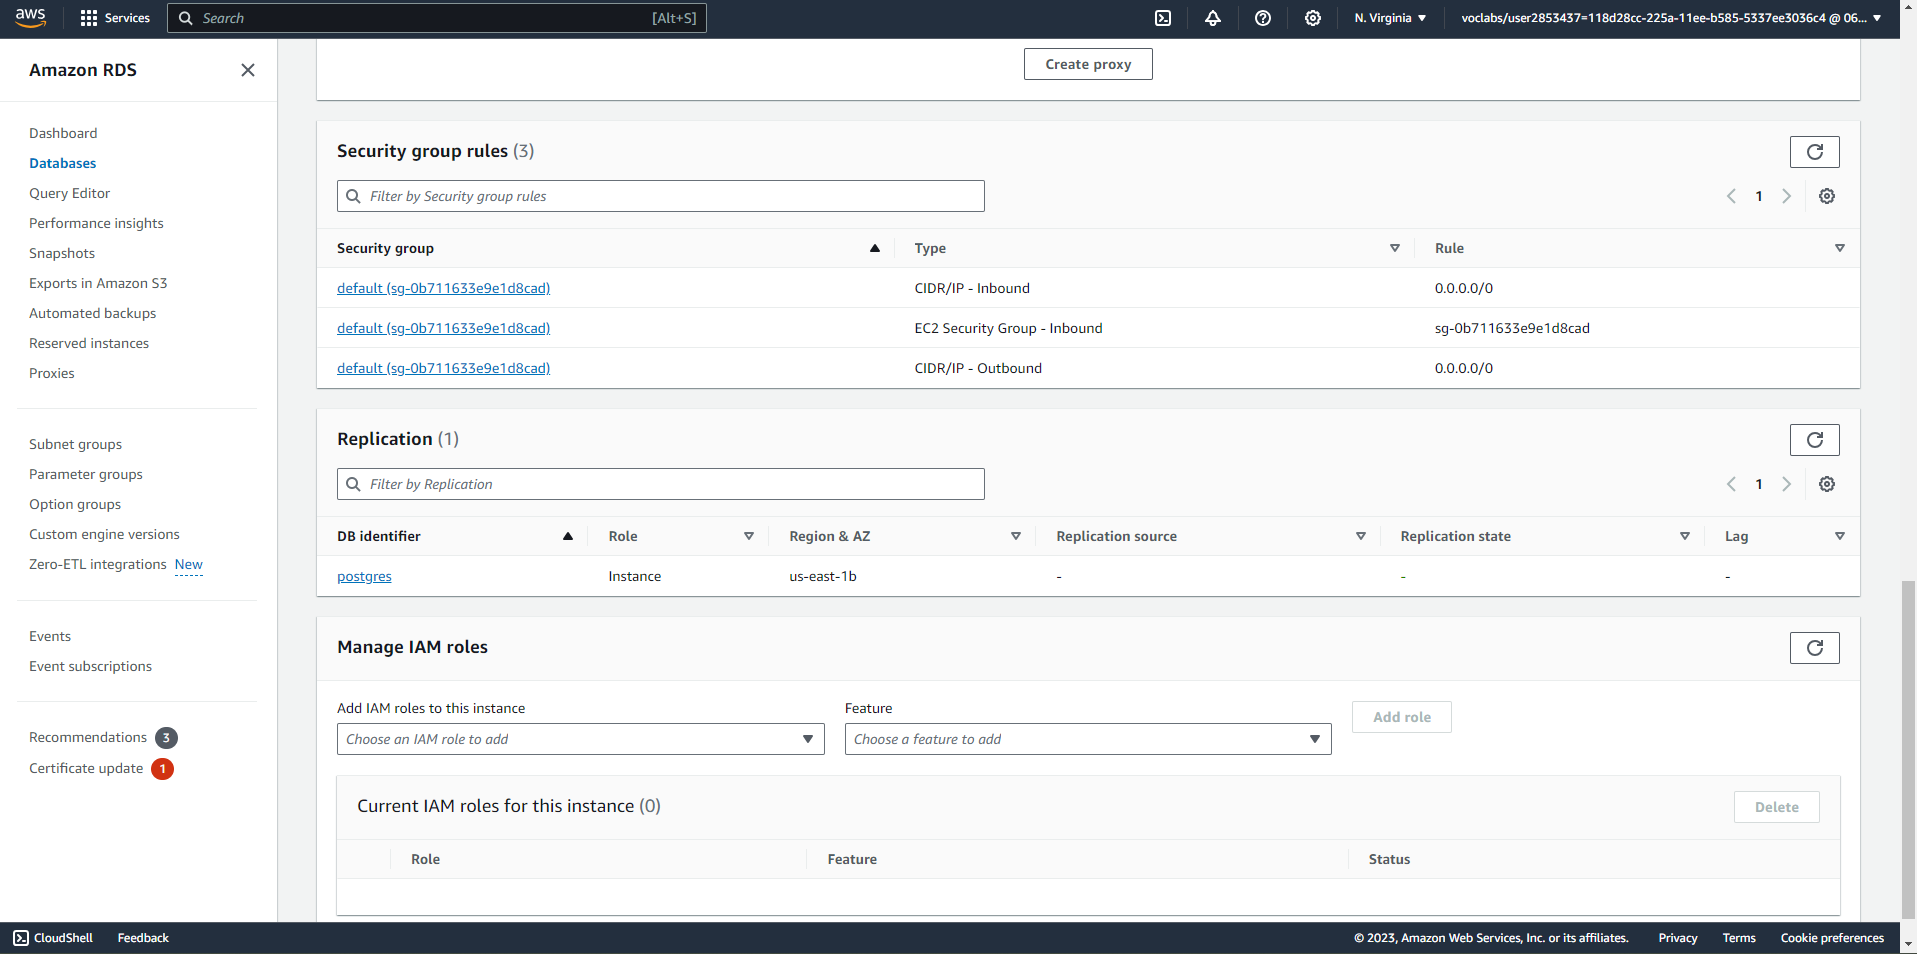 aws
Services
Search [Alt+S]
N. Virginia
voclabs/user2853437=118d28cc-225a-11ee-b585-5337ee3036c4 @ 06...
Amazon RDS
Dashboard
Databases
Query Editor
Performance insights
Snapshots
Exports in Amazon S3
Automated backups
Reserved instances
Proxies
Subnet groups
Parameter groups
Option groups
Custom engine versions
Zero-ETL integrations New
Events
Event subscriptions
Recommendations 3
Certificate update 1
Create proxy
Security group rules (3)
Filter by Security group rules
1
Security group Type Rule
default (sg-0b711633e9e1d8cad) CIDR/IP - Inbound 0.0.0.0/0
default (sg-0b711633e9e1d8cad) EC2 Security Group - Inbound sg-0b711633e9e1d8cad
default (sg-0b711633e9e1d8cad) CIDR/IP - Outbound 0.0.0.0/0
Replication (1)
Filter by Replication
1
DB identifier Role Region & AZ Replication source Replication state Lag
postgres Instance us-east-1b - - -
Manage IAM roles
Add IAM roles to this instance Feature
Choose an IAM role to add Choose a feature to add Add role
Current IAM roles for this instance (0)
Delete
Role Feature Status
CloudShell Feedback © 2023, Amazon Web Services, Inc. or its affiliates. Privacy Terms Cookie preferences